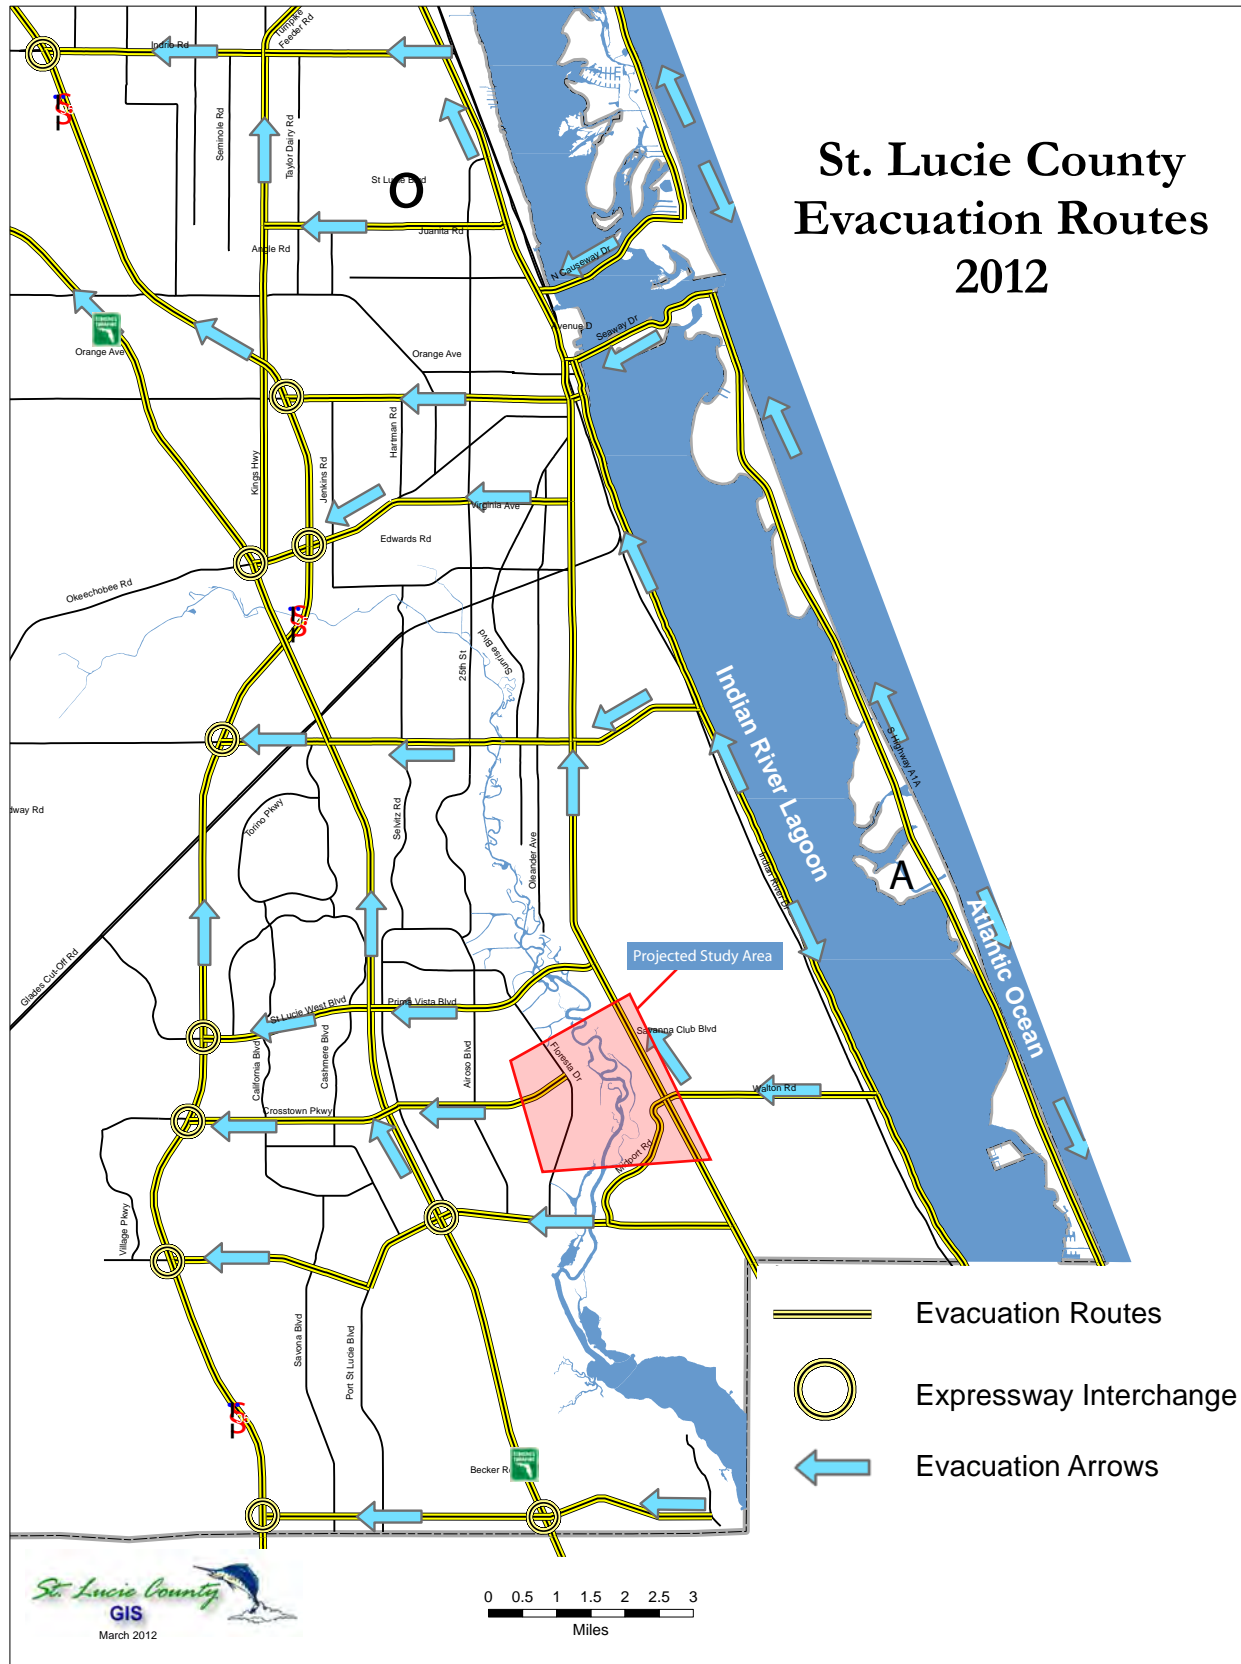 St. Lucie County
Evacuation Routes
2012
Indrio Rd
Turnpike
Feeder Rd
Seminole Rd
Taylor Dairy Rd
St Lucie Blvd
O
Juanita Rd
Angle Rd
N Causeway Dr
Avenue D
Seaway Dr
Orange Ave
Orange Ave
Hartman Rd
Kings Hwy
Jenkins Rd
Virginia Ave
Edwards Rd
Okeechobee Rd
25th St
Sunrise Blvd
Indian River Lagoon
S Highway A1A
dway Rd
Torino Pkwy
Selvitz Rd
Oleander Ave
Indian River Dr
A
Atlantic Ocean
Glades Cut-Off Rd
Projected Study Area
St Lucie West Blvd
Prima Vista Blvd
Savanna Club Blvd
California Blvd
Cashmere Blvd
Airoso Blvd
Floresta Dr
Walton Rd
Crosstown Pkwy
Midport Rd
Village Pkwy
Savona Blvd
Port St Lucie Blvd
Becker R
Evacuation Routes
Expressway Interchange
Evacuation Arrows
St. Lucie County
GIS
March 2012
0 0.5 1 1.5 2 2.5 3
Miles